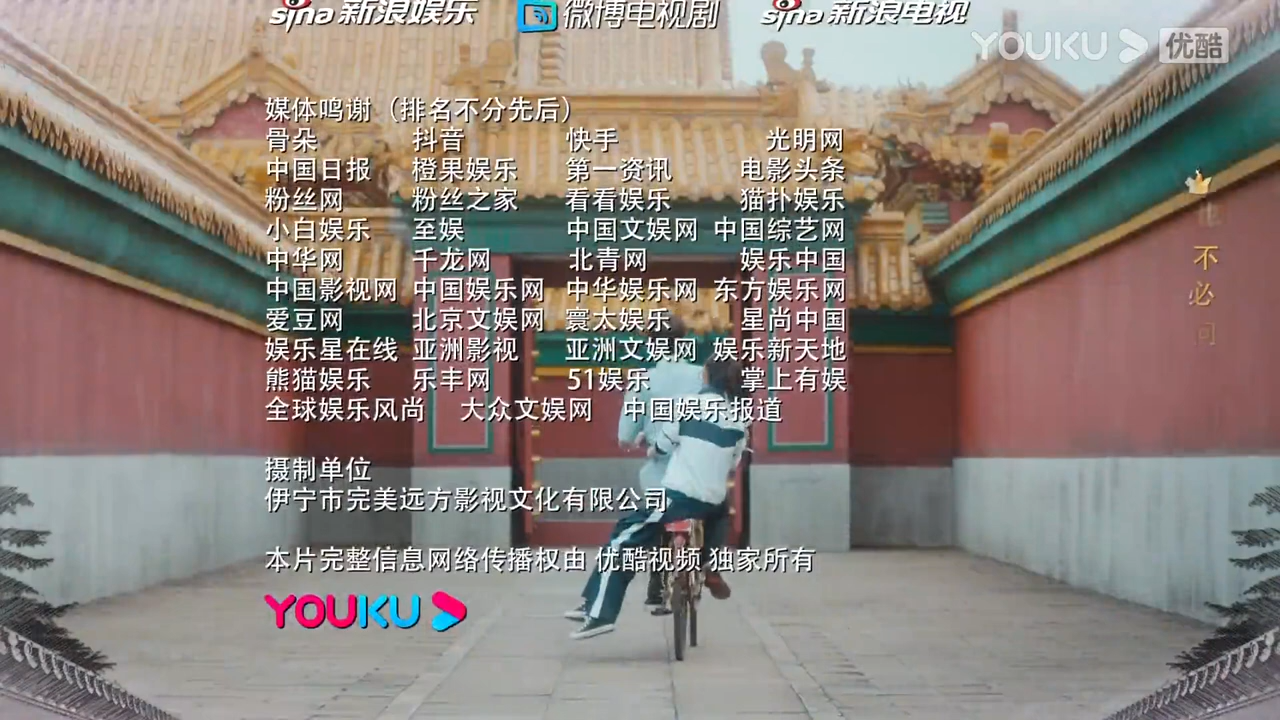 sina 新浪娱乐 微博电视剧 sina 新浪电视
YOUKU 优酷
媒体鸣谢（排名不分先后）
骨朵 抖音 快手 光明网
中国日报 橙果娱乐 第一资讯 电影头条
粉丝网 粉丝之家 看看娱乐 猫扑娱乐
小白娱乐 至娱 中国文娱网 中国综艺网
中华网 千龙网 北青网 娱乐中国
中国影视网 中国娱乐网 中华娱乐网 东方娱乐网
爱豆网 北京文娱网 寰太娱乐 星尚中国
娱乐星在线 亚洲影视 亚洲文娱网 娱乐新天地
熊猫娱乐 乐丰网 51娱乐 掌上有娱
全球娱乐风尚 大众文娱网 中国娱乐报道
摄制单位
伊宁市完美远方影视文化有限公司
本片完整信息网络传播权由 优酷视频 独家所有
YOUKU
不必